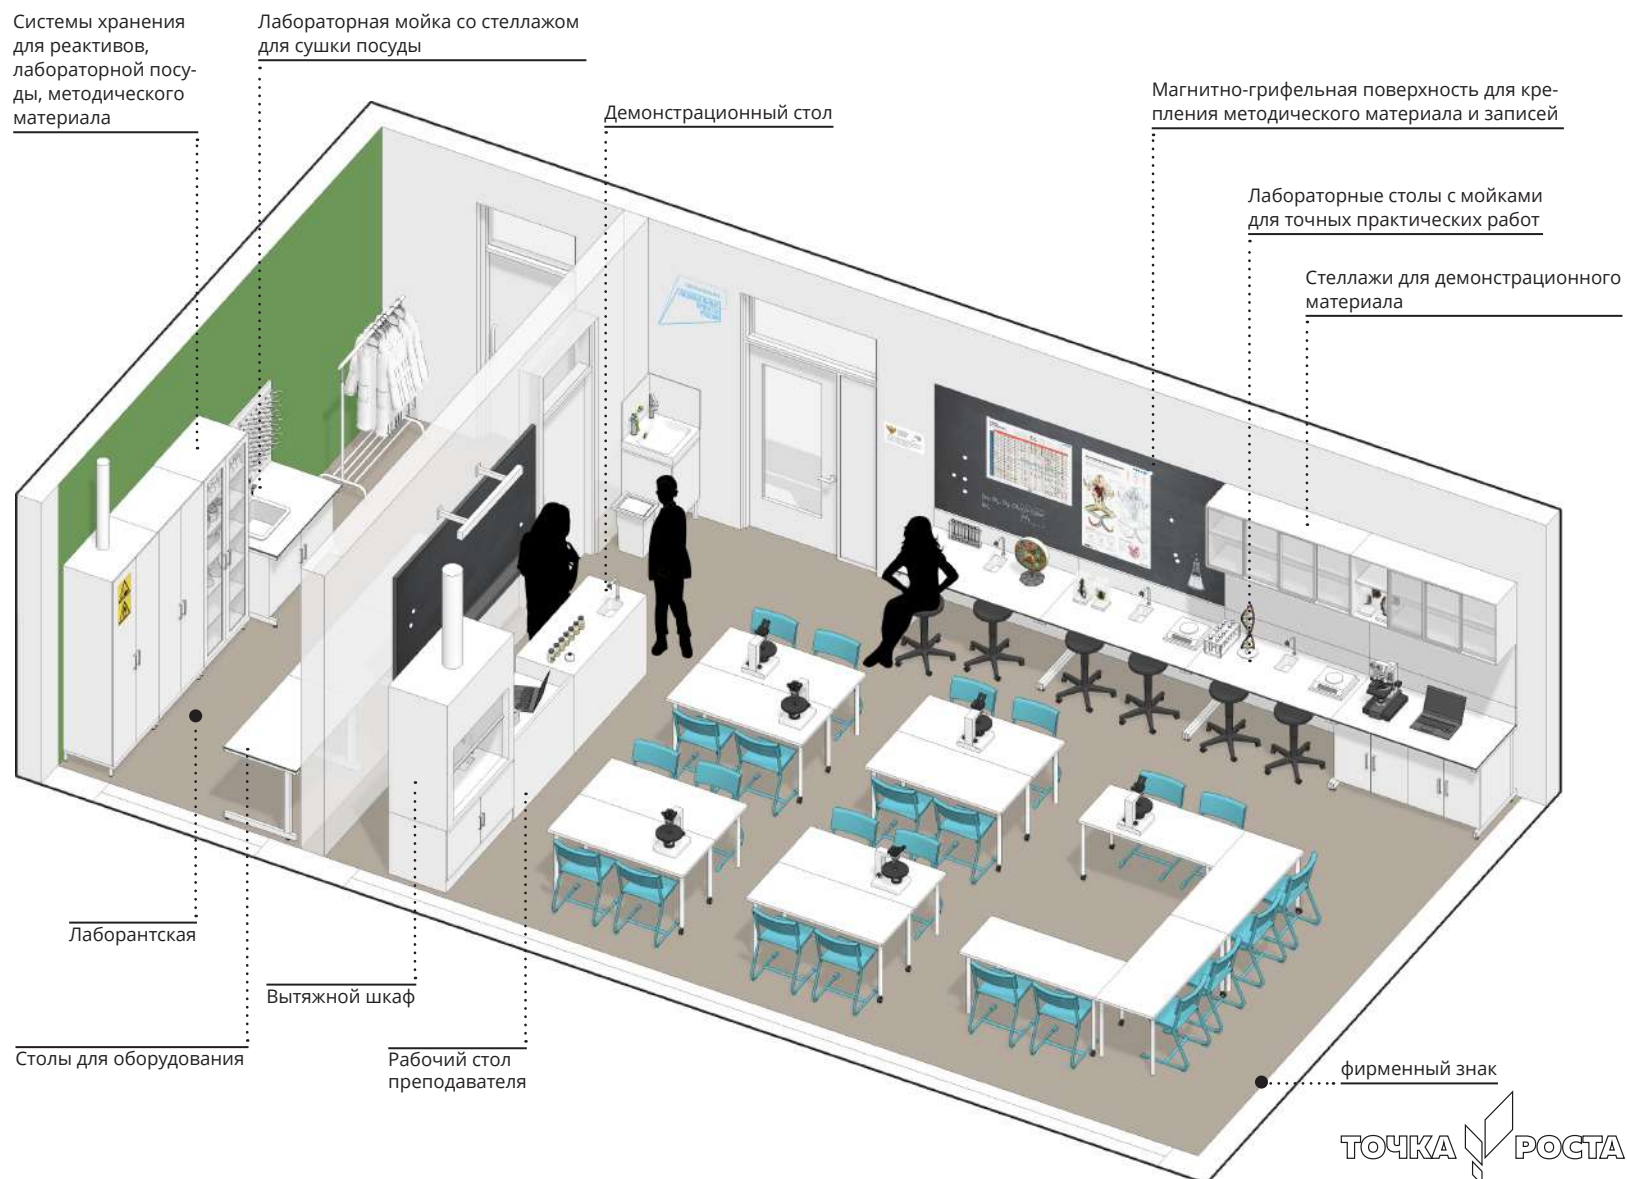 Системы хранения
для реактивов,
лабораторной посу-
ды, методического
материала
Лабораторная мойка со стеллажом
для сушки посуды
Демонстрационный стол
Магнитно-грифельная поверхность для кре-
пления методического материала и записей
Лабораторные столы с мойками
для точных практических работ
Стеллажи для демонстрационного
материала
Лаборантская
Вытяжной шкаф
Столы для оборудования
Рабочий стол
преподавателя
фирменный знак
ТОЧКА РОСТА